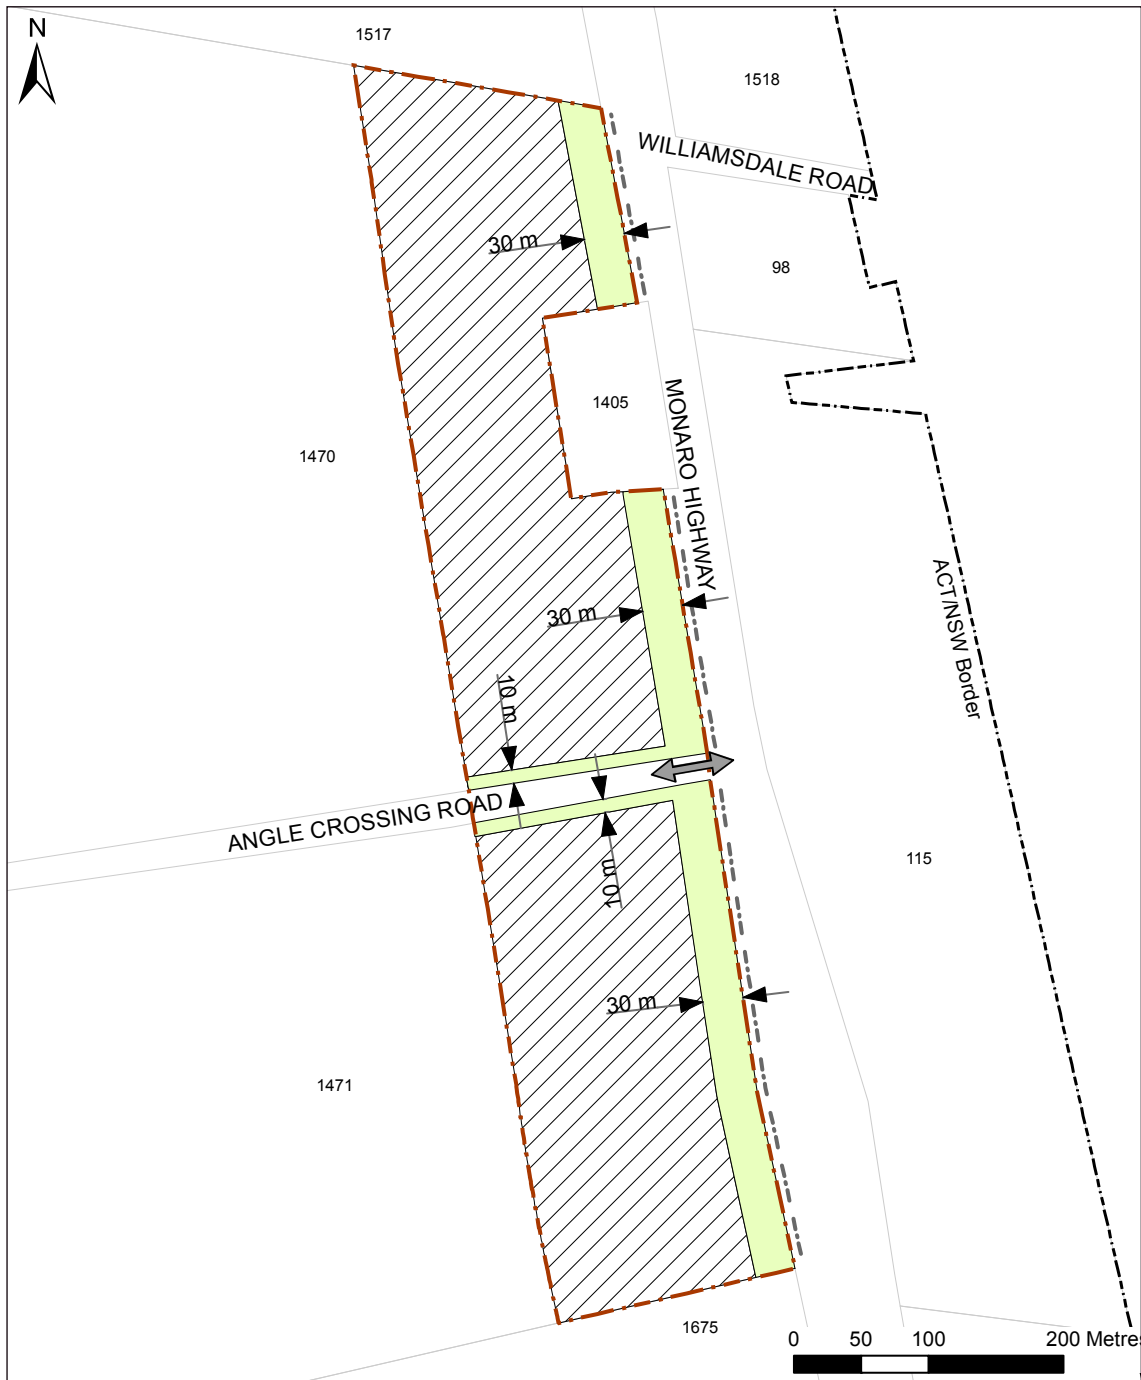 N
1517
1518
WILLIAMSDALE ROAD
30 m
98
1405
MONARO HIGHWAY
1470
30 m
ACT/NSW Border
10 m
ANGLE CROSSING ROAD
10 m
115
30 m
1471
1675
0 50 100 200 Metres